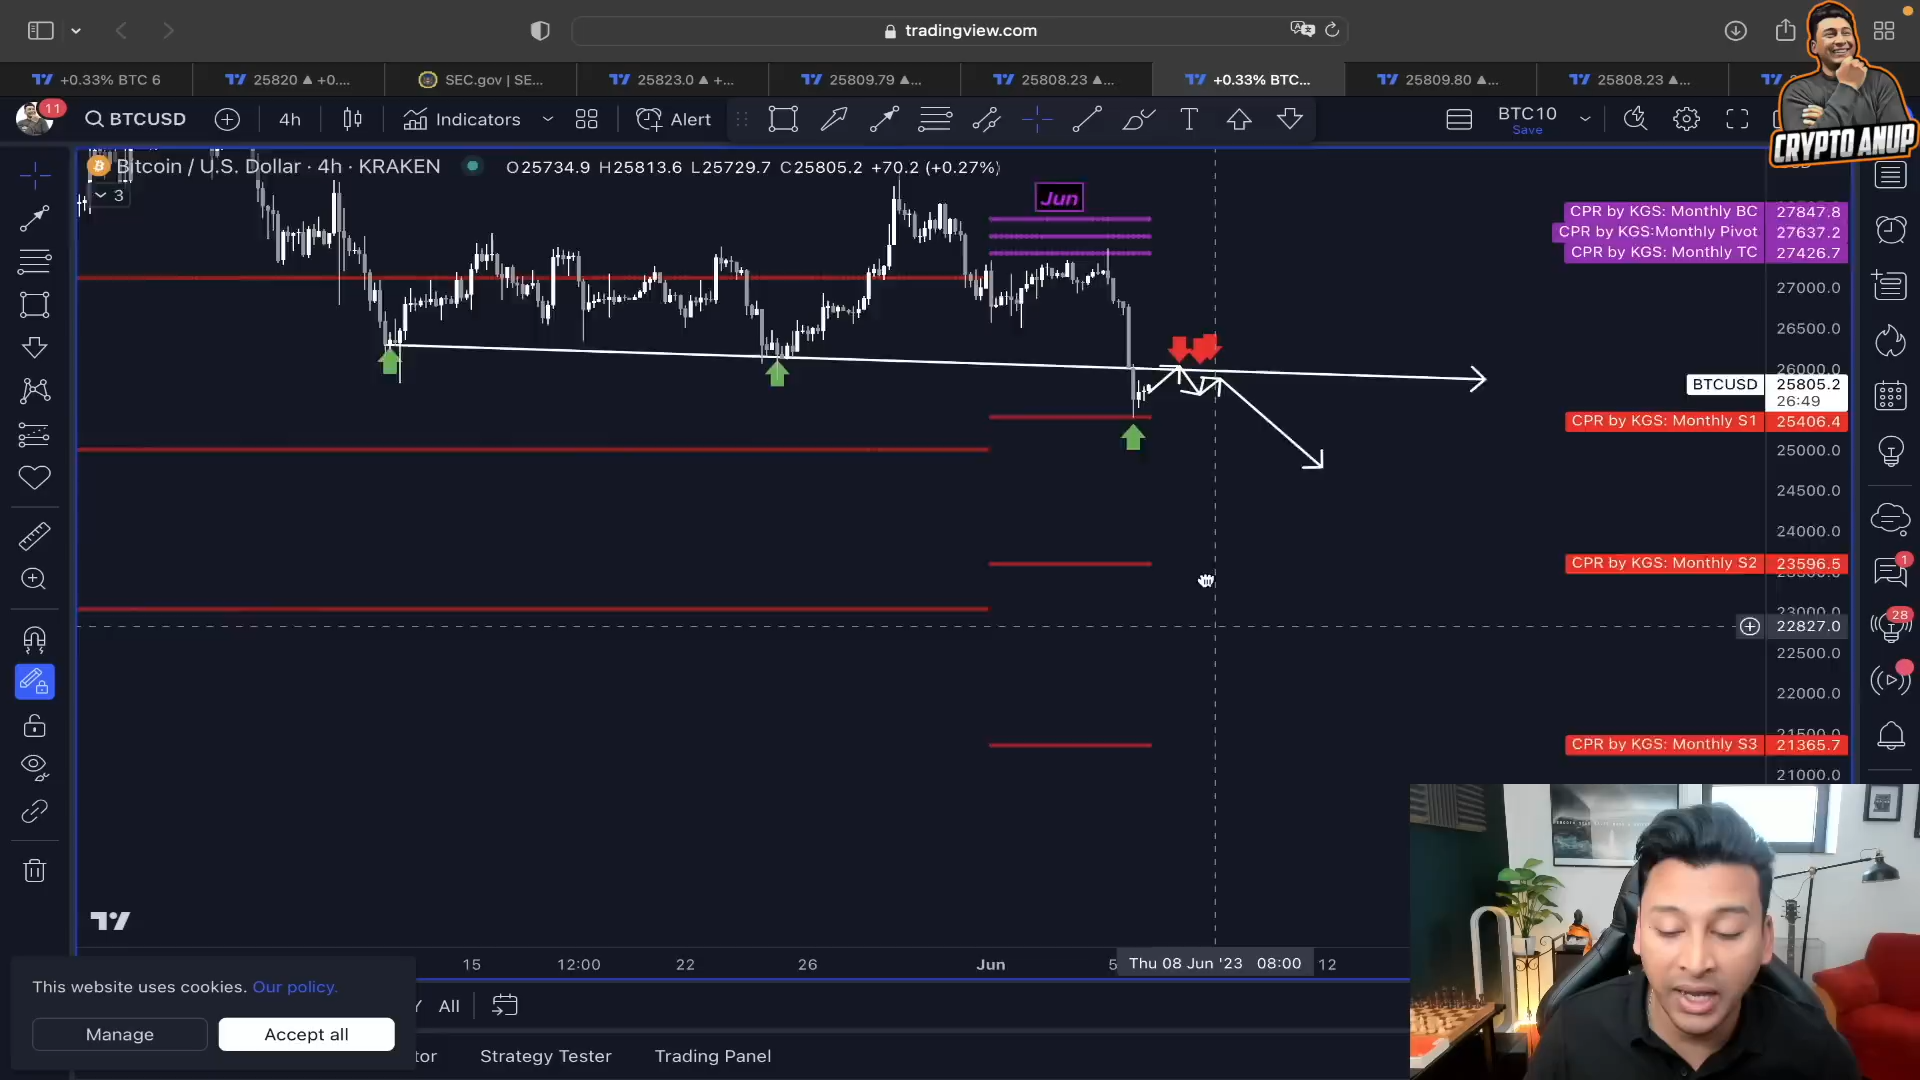 tradingview.com
+0.33% BTC 6
25820 ▲ +0....
SEC.gov | SE...
25823.0 ▲ +...
25809.79 ▲...
25808.23 ▲...
+0.33% BTC...
25809.80 ▲...
25808.23 ▲...
CRYPTO ANUP
11
BTCUSD
4h
Indicators
Alert
BTC10
Save
Bitcoin / U.S. Dollar · 4h · KRAKEN
O25734.9 H25813.6 L25729.7 C25805.2 +70.2 (+0.27%)
3
Jun
CPR by KGS: Monthly BC 27847.8
CPR by KGS:Monthly Pivot 27637.2
CPR by KGS: Monthly TC 27426.7
27000.0
26500.0
26000.0
BTCUSD 25805.2
26:49
CPR by KGS: Monthly S1 25406.4
25000.0
24500.0
24000.0
CPR by KGS: Monthly S2 23596.5
1
23000.0
28
22827.0
22500.0
22000.0
21500.0
CPR by KGS: Monthly S3 21365.7
21000.0
15 12:00 22 26 Jun 5 Thu 08 Jun '23 08:00 12
This website uses cookies. Our policy.
Manage
Accept all
All
Strategy Tester
Trading Panel